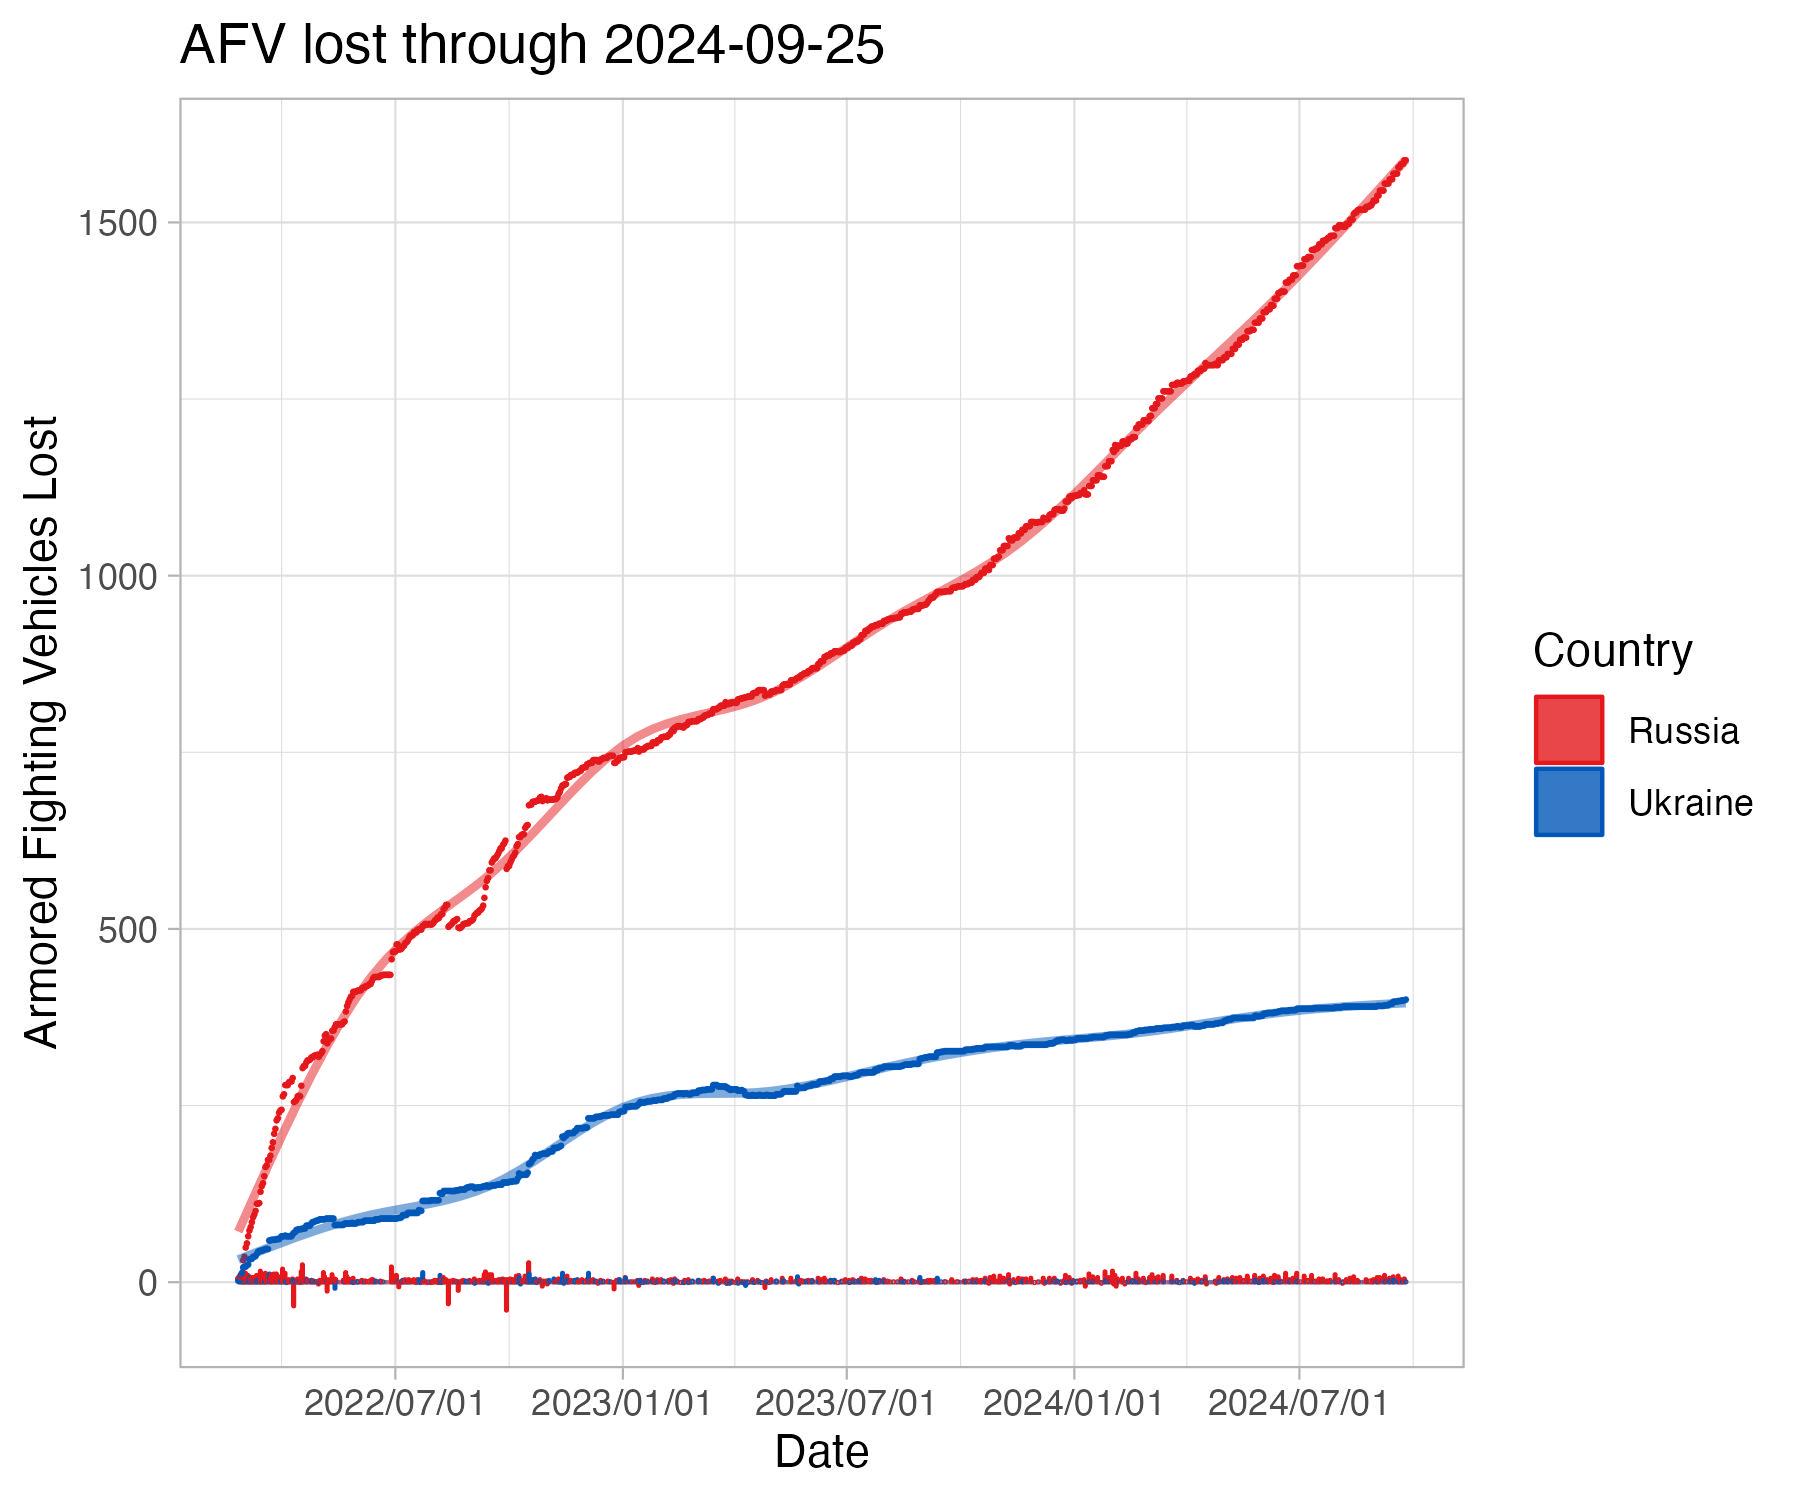 AFV lost through 2024-09-25
Armored Fighting Vehicles Lost
1500
1000
500
0
2022/07/01
2023/01/01
2023/07/01
2024/01/01
2024/07/01
Date
Country
Russia
Ukraine